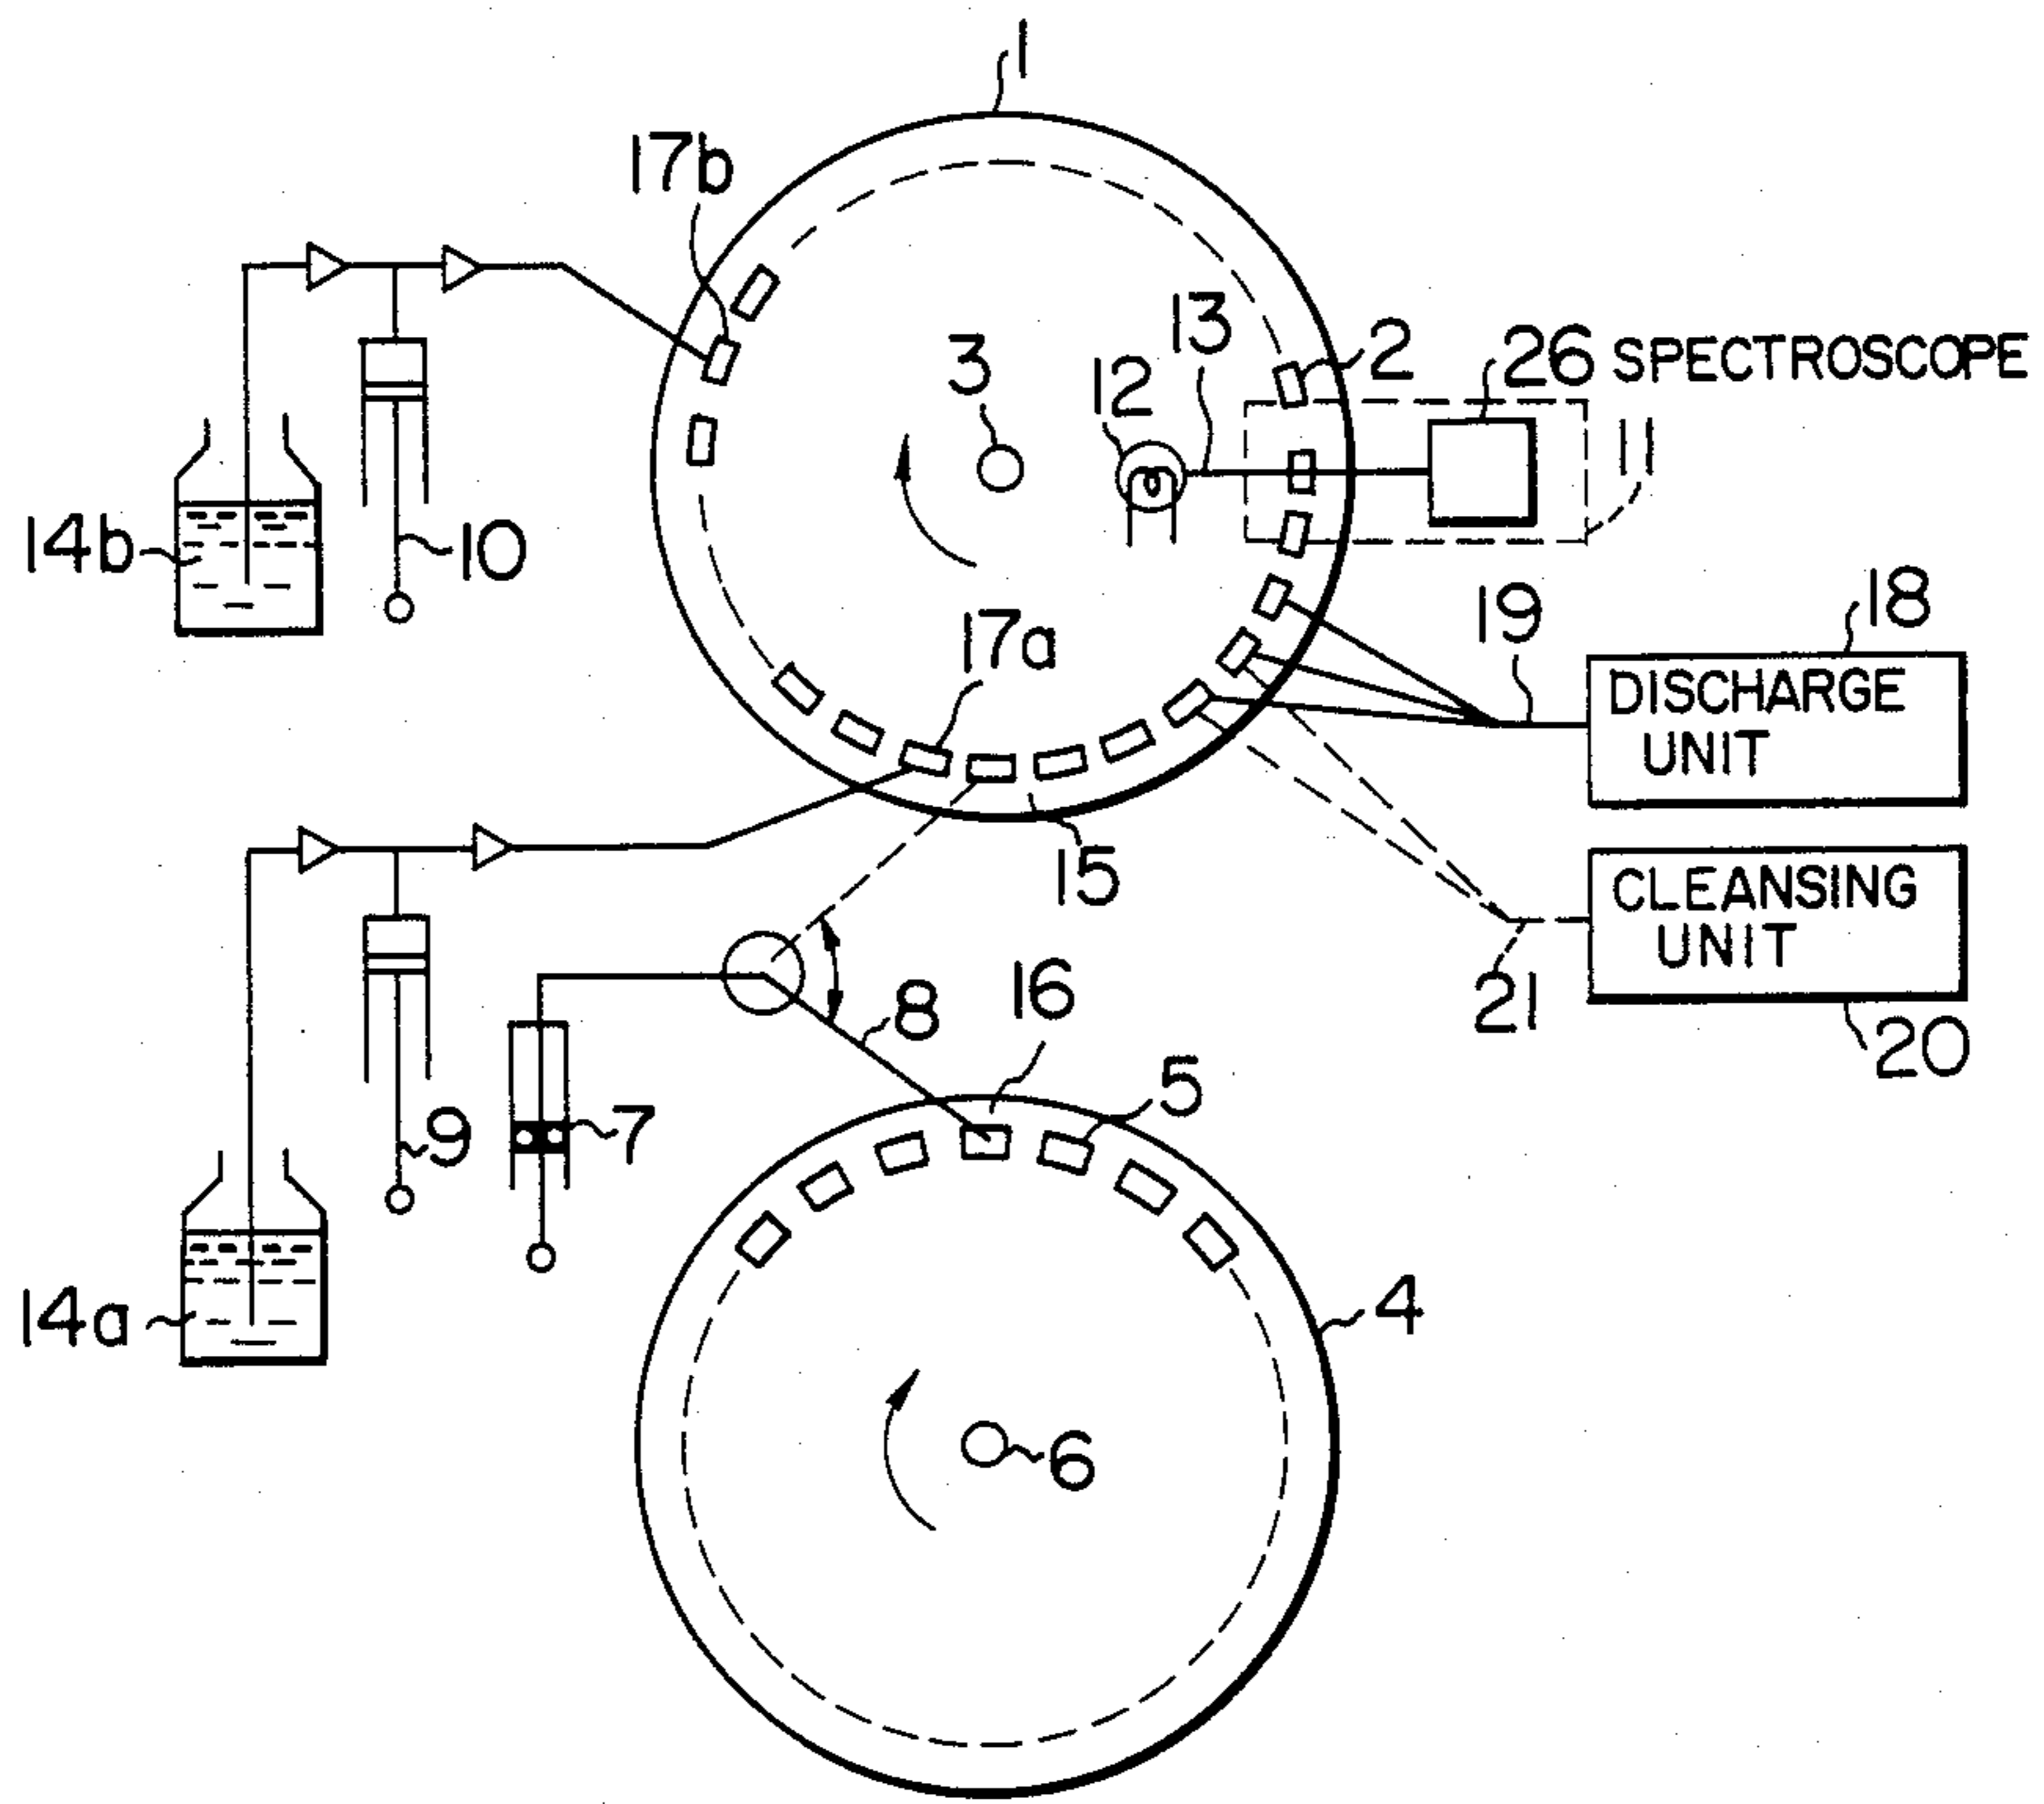 1
17b
13
2
3
12
26 SPECTROSCOPE
11
14b
10
19
18
17a
DISCHARGE
UNIT
15
CLEANSING
UNIT
16
8
21
20
5
9
7
14a
4
6